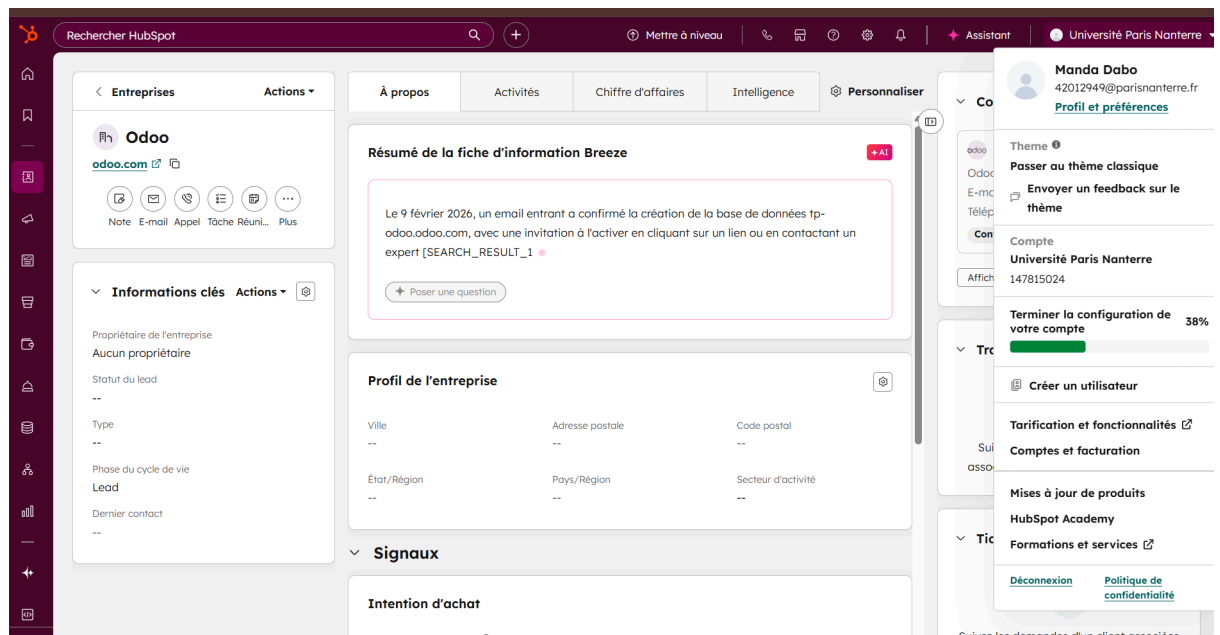 Rechercher HubSpot
Mettre à niveau
Assistant
Université Paris Nanterre
Entreprises
Actions
Odoo
odoo.com
Note E-mail Appel Tâche Réuni... Plus
Informations clés Actions
Propriétaire de l'entreprise
Aucun propriétaire
Statut du lead
--
Type
--
Phase du cycle de vie
Lead
Dernier contact
--
À propos
Activités
Chiffre d'affaires
Intelligence
Personnaliser
Résumé de la fiche d'information Breeze
AI
Le 9 février 2026, un email entrant a confirmé la création de la base de données tp-
odoo.odoo.com, avec une invitation à l'activer en cliquant sur un lien ou en contactant un
expert [SEARCH_RESULT_1
Poser une question
Profil de l'entreprise
Ville Adresse postale Code postal
-- -- --
État/Région Pays/Région Secteur d'activité
-- -- --
Signaux
Intention d'achat
Co
odoo
Odoo
E-mo
Télép
Con
Affich
Tra
Sui
asso
Tic
Manda Dabo
42012949@parisnanterre.fr
Profil et préférences
Theme
Passer au thème classique
Envoyer un feedback sur le
thème
Compte
Université Paris Nanterre
147815024
Terminer la configuration de
votre compte
38%
Créer un utilisateur
Tarification et fonctionnalités
Comptes et facturation
Mises à jour de produits
HubSpot Academy
Formations et services
Déconnexion
Politique de
confidentialité